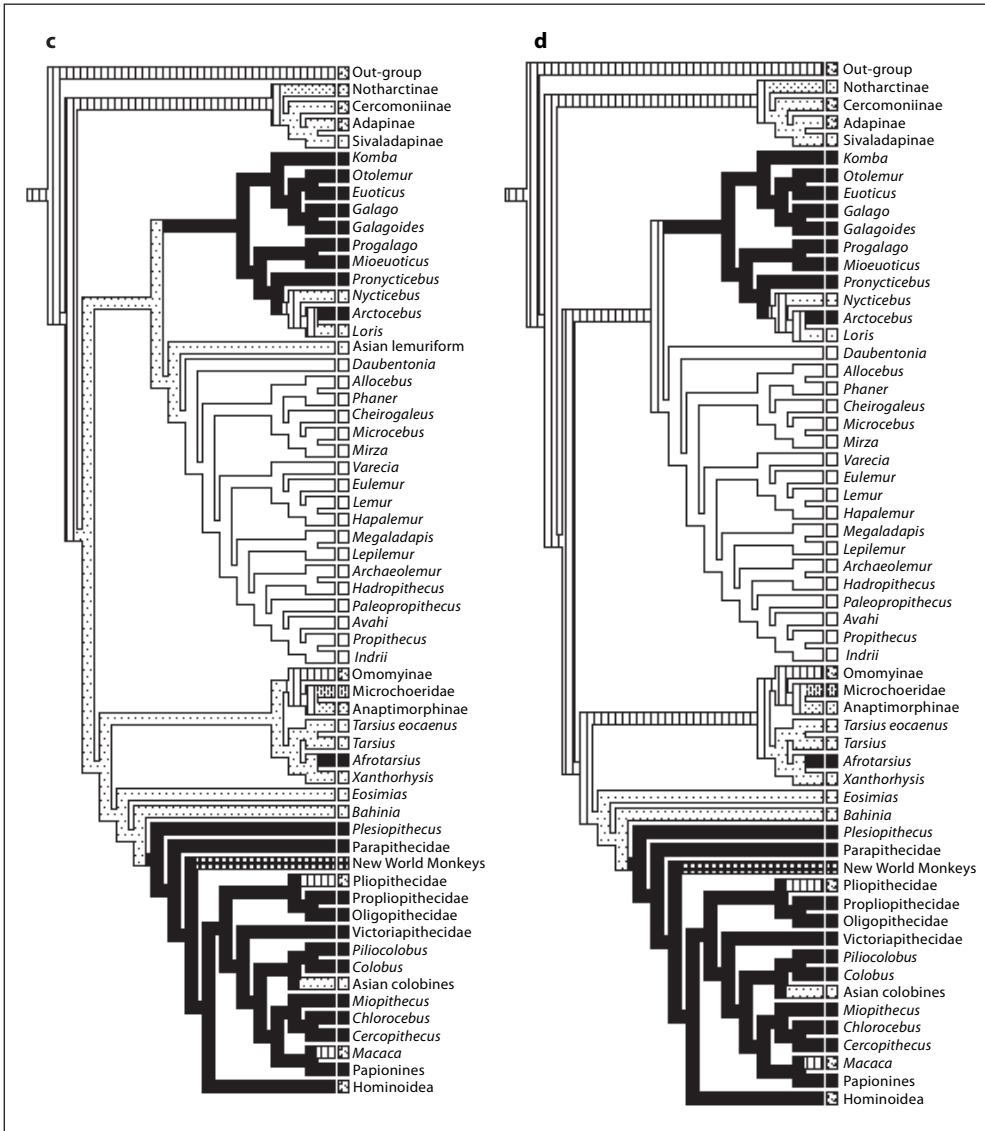 c
Out-group
Notharctinae
Cercomoniinae
Adapinae
Sivaladapinae
Komba
Otolemur
Euoticus
Galago
Galagoides
Progalago
Mioeuoticus
Pronycticebus
Nycticebus
Arctocebus
Loris
Asian lemuriform
Daubentonia
Allocebus
Phaner
Cheirogaleus
Microcebus
Mirza
Varecia
Eulemur
Lemur
Hapalemur
Megaladapis
Lepilemur
Archaeolemur
Hadropithecus
Paleopropithecus
Avahi
Propithecus
Indrii
Omomyinae
Microchoeridae
Anaptimorphinae
Tarsius eocaenus
Tarsius
Afrotarsius
Xanthorhysis
Eosimias
Bahinia
Plesiopithecus
Parapithecidae
New World Monkeys
Pliopithecidae
Propliopithecidae
Oligopithecidae
Victoriapithecidae
Piliocolobus
Colobus
Asian colobines
Miopithecus
Chlorocebus
Cercopithecus
Macaca
Papionines
Hominoidea
d
Out-group
Notharctinae
Cercomoniinae
Adapinae
Sivaladapinae
Komba
Otolemur
Euoticus
Galago
Galagoides
Progalago
Mioeuoticus
Pronycticebus
Nycticebus
Arctocebus
Loris
Daubentonia
Allocebus
Phaner
Cheirogaleus
Microcebus
Mirza
Varecia
Eulemur
Lemur
Hapalemur
Megaladapis
Lepilemur
Archaeolemur
Hadropithecus
Paleopropithecus
Avahi
Propithecus
Indrii
Omomyinae
Microchoeridae
Anaptimorphinae
Tarsius eocaenus
Tarsius
Afrotarsius
Xanthorhysis
Eosimias
Bahinia
Plesiopithecus
Parapithecidae
New World Monkeys
Pliopithecidae
Propliopithecidae
Oligopithecidae
Victoriapithecidae
Piliocolobus
Colobus
Asian colobines
Miopithecus
Chlorocebus
Cercopithecus
Macaca
Papionines
Hominoidea